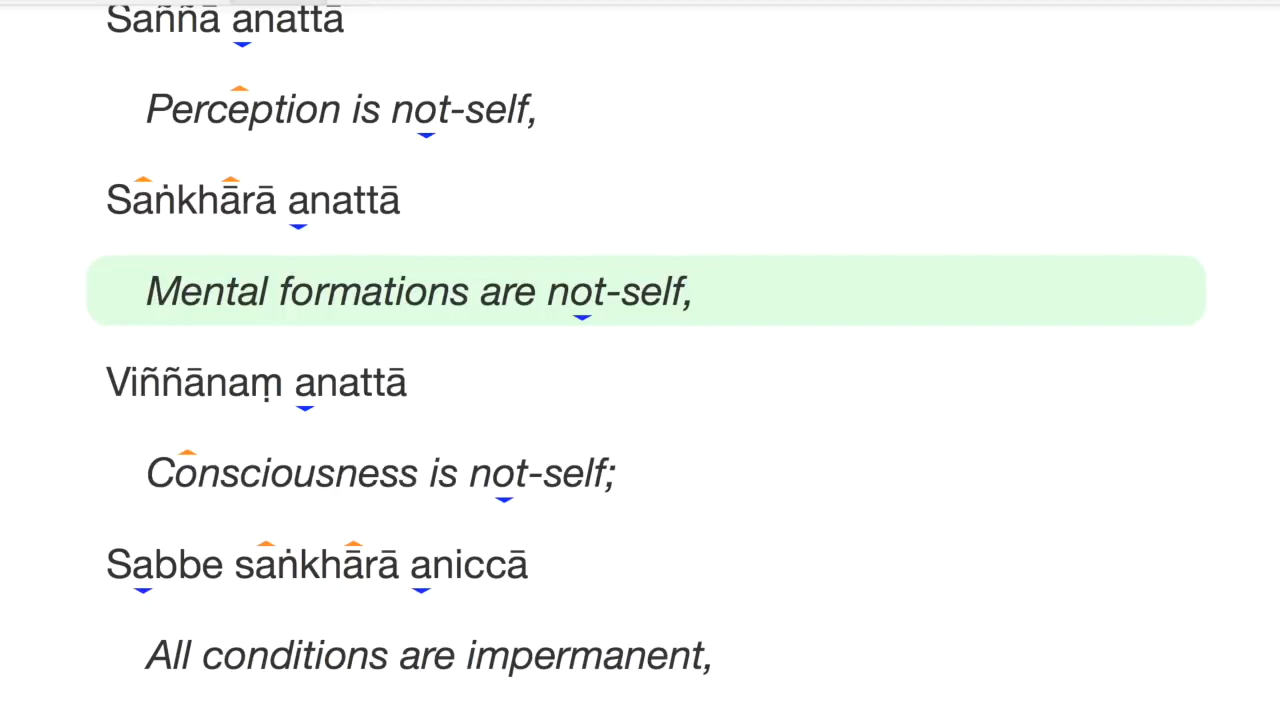 Saññā anattā
Perception is not-self,
Saṅkhārā anattā
Mental formations are not-self,
Viññānaṃ anattā
Consciousness is not-self;
Sabbe saṅkhārā aniccā
All conditions are impermanent,